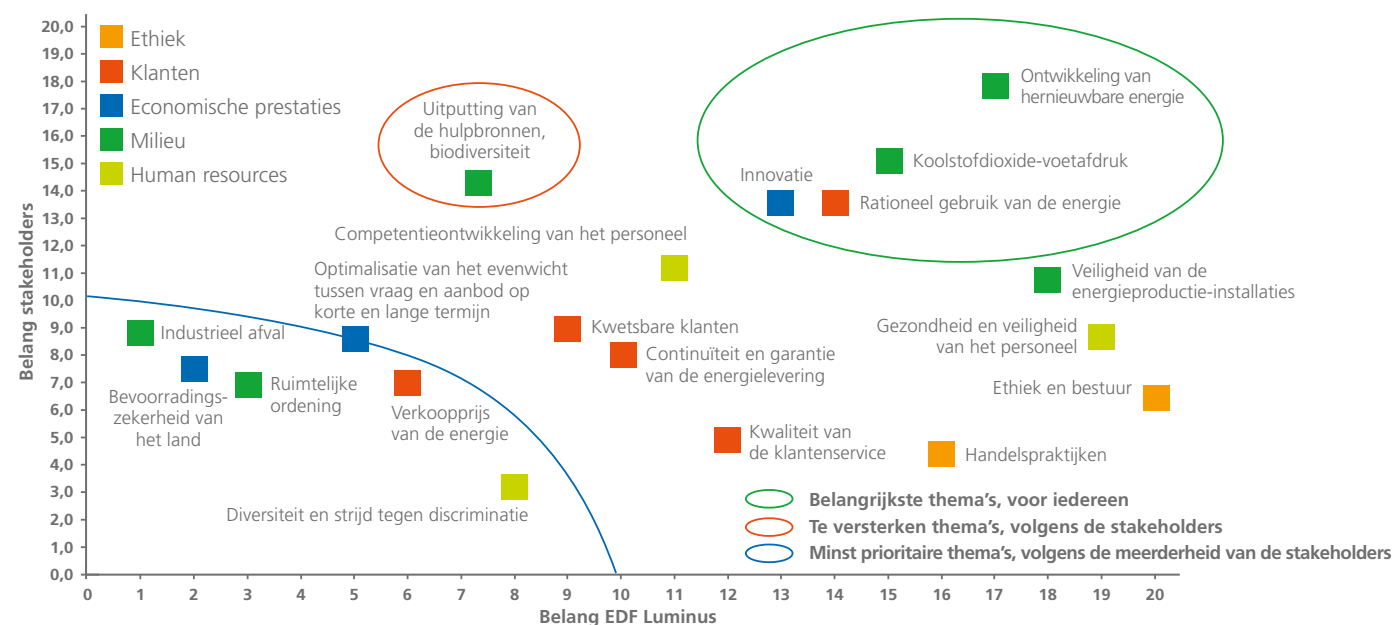 20,0
19,0
18,0
17,0
16,0
15,0
14,0
13,0
12,0
11,0
10,0
9,0
8,0
7,0
6,0
5,0
4,0
3,0
2,0
1,0
0,0
Belang stakeholders
Ethiek
Klanten
Economische prestaties
Milieu
Human resources
Uitputting van
de hulpbronnen,
biodiversiteit
Ontwikkeling van
hernieuwbare energie
Koolstofdioxide-voetafdruk
Innovatie
Rationeel gebruik van de energie
Competentieontwikkeling van het personeel
Optimalisatie van het evenwicht
tussen vraag en aanbod op
korte en lange termijn
Veiligheid van de
energieproductie-installaties
Industrieel afval
Kwetsbare klanten
Gezondheid en veiligheid
van het personeel
Continuïteit en garantie
van de energielevering
Bevoorradings-
zekerheid van
het land
Ruimtelijke
ordening
Verkoopprijs
van de energie
Ethiek en bestuur
Kwaliteit van
de klantenservice
Handelspraktijken
Diversiteit en strijd tegen discriminatie
Belangrijkste thema's, voor iedereen
Te versterken thema's, volgens de stakeholders
Minst prioritaire thema's, volgens de meerderheid van de stakeholders
0 1 2 3 4 5 6 7 8 9 10 11 12 13 14 15 16 17 18 19 20
Belang EDF Luminus